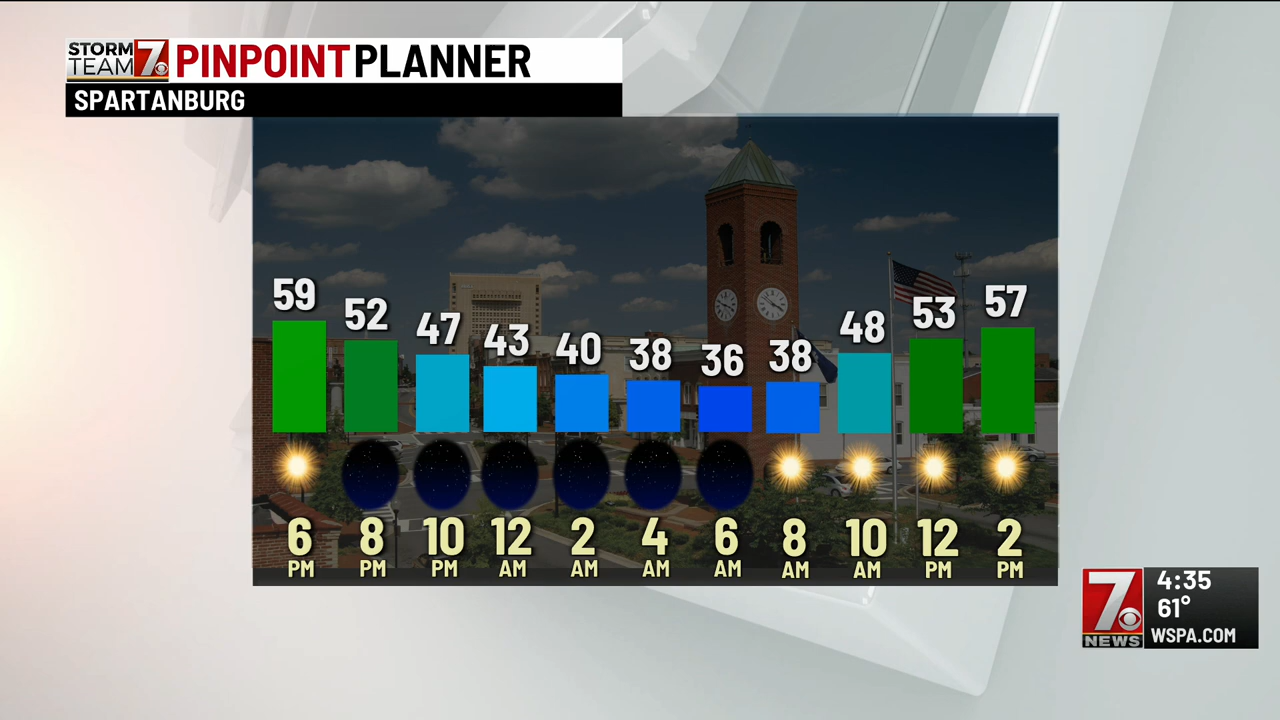 STORM
TEAM 7
PINPOINT PLANNER
SPARTANBURG
59 52 47 43 40 38 36 38 48 53 57
6 8 10 12 2 4 6 8 10 12 2
PM PM PM AM AM AM AM AM AM PM PM
7
NEWS
4:35
61°
WSPA.COM